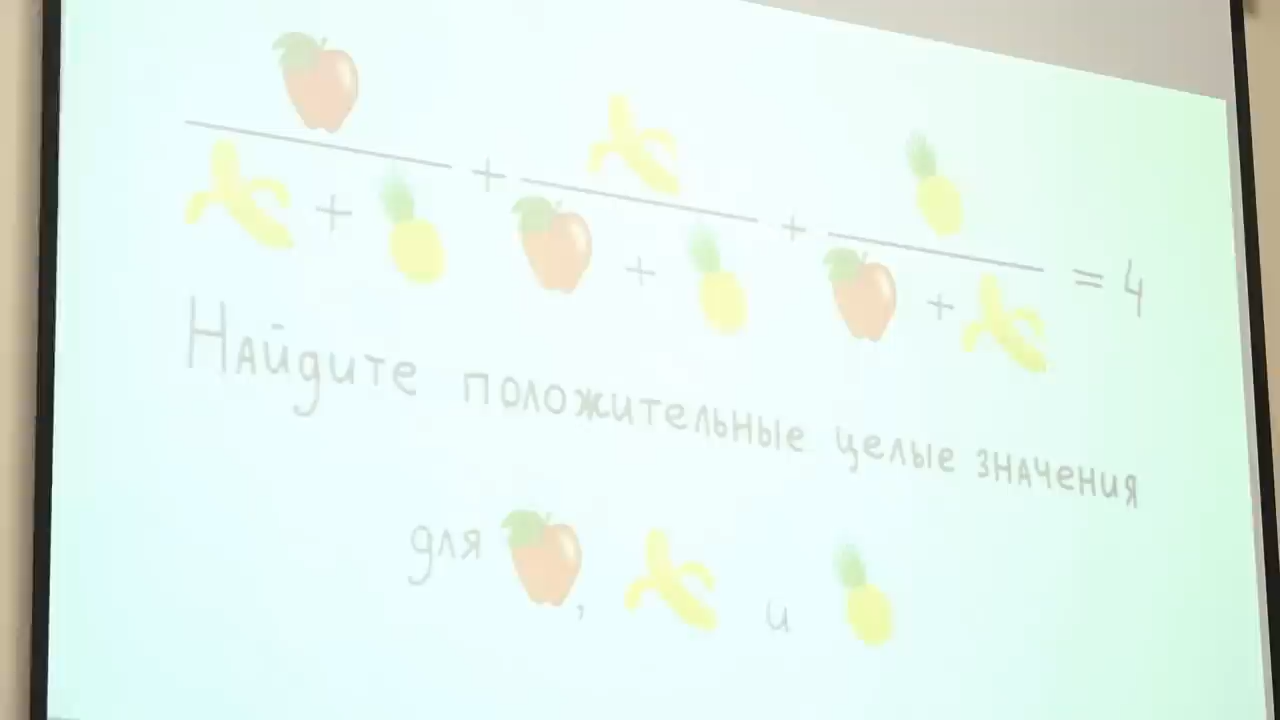 + + = 4
+ + +
Найдите положительные целые значения
для , и